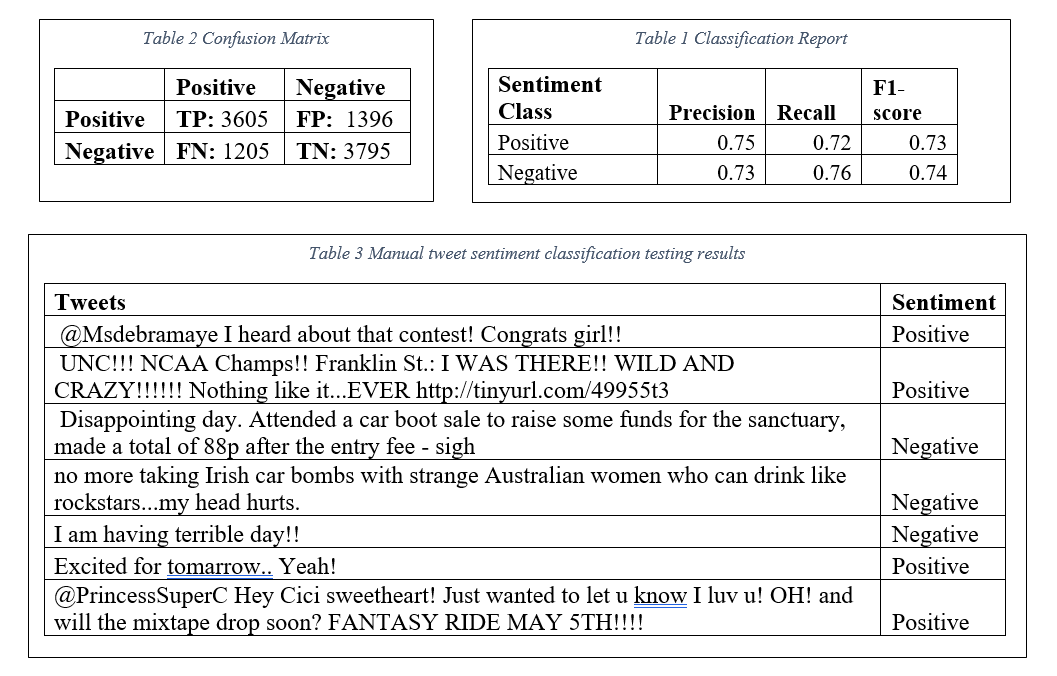 Table 2 Confusion Matrix
Positive Negative
Positive TP: 3605 FP: 1396
Negative FN: 1205 TN: 3795
Table 1 Classification Report
Sentiment Class Precision Recall F1-score
Positive 0.75 0.72 0.73
Negative 0.73 0.76 0.74
Table 3 Manual tweet sentiment classification testing results
Tweets Sentiment
@Msdebramaye I heard about that contest! Congrats girl!! Positive
UNC!!! NCAA Champs!! Franklin St.: I WAS THERE!! WILD AND
CRAZY!!!!!! Nothing like it...EVER http://tinyurl.com/49955t3 Positive
Disappointing day. Attended a car boot sale to raise some funds for the sanctuary,
made a total of 88p after the entry fee - sigh Negative
no more taking Irish car bombs with strange Australian women who can drink like
rockstars...my head hurts. Negative
I am having terrible day!! Negative
Excited for tomarrow.. Yeah! Positive
@PrincessSuperC Hey Cici sweetheart! Just wanted to let u know I luv u! OH! and
will the mixtape drop soon? FANTASY RIDE MAY 5TH!!!! Positive